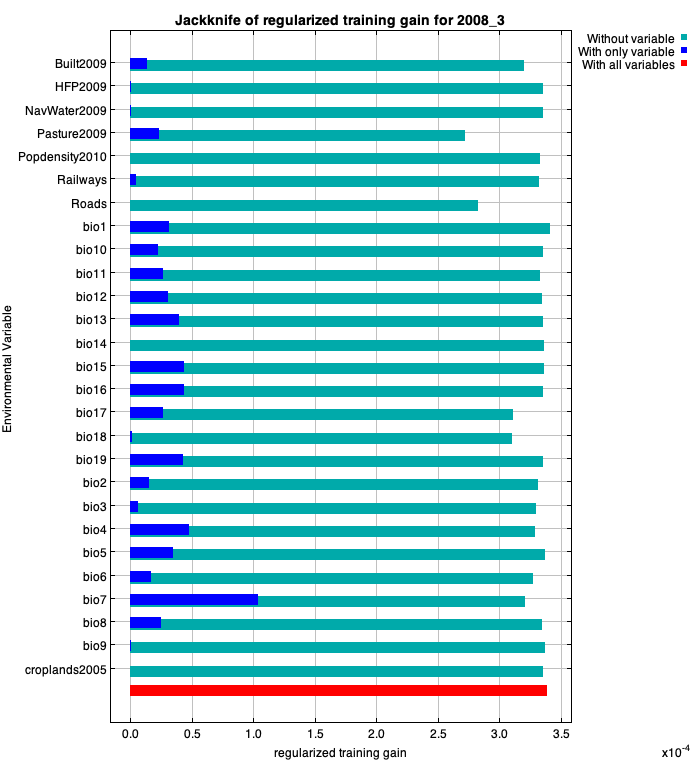 Jackknife of regularized training gain for 2008_3
Without variable
With only variable
With all variables
Environmental Variable
Built2009
HFP2009
NavWater2009
Pasture2009
Popdensity2010
Railways
Roads
bio1
bio10
bio11
bio12
bio13
bio14
bio15
bio16
bio17
bio18
bio19
bio2
bio3
bio4
bio5
bio6
bio7
bio8
bio9
croplands2005
0.0 0.5 1.0 1.5 2.0 2.5 3.0 3.5
regularized training gain
x10-4